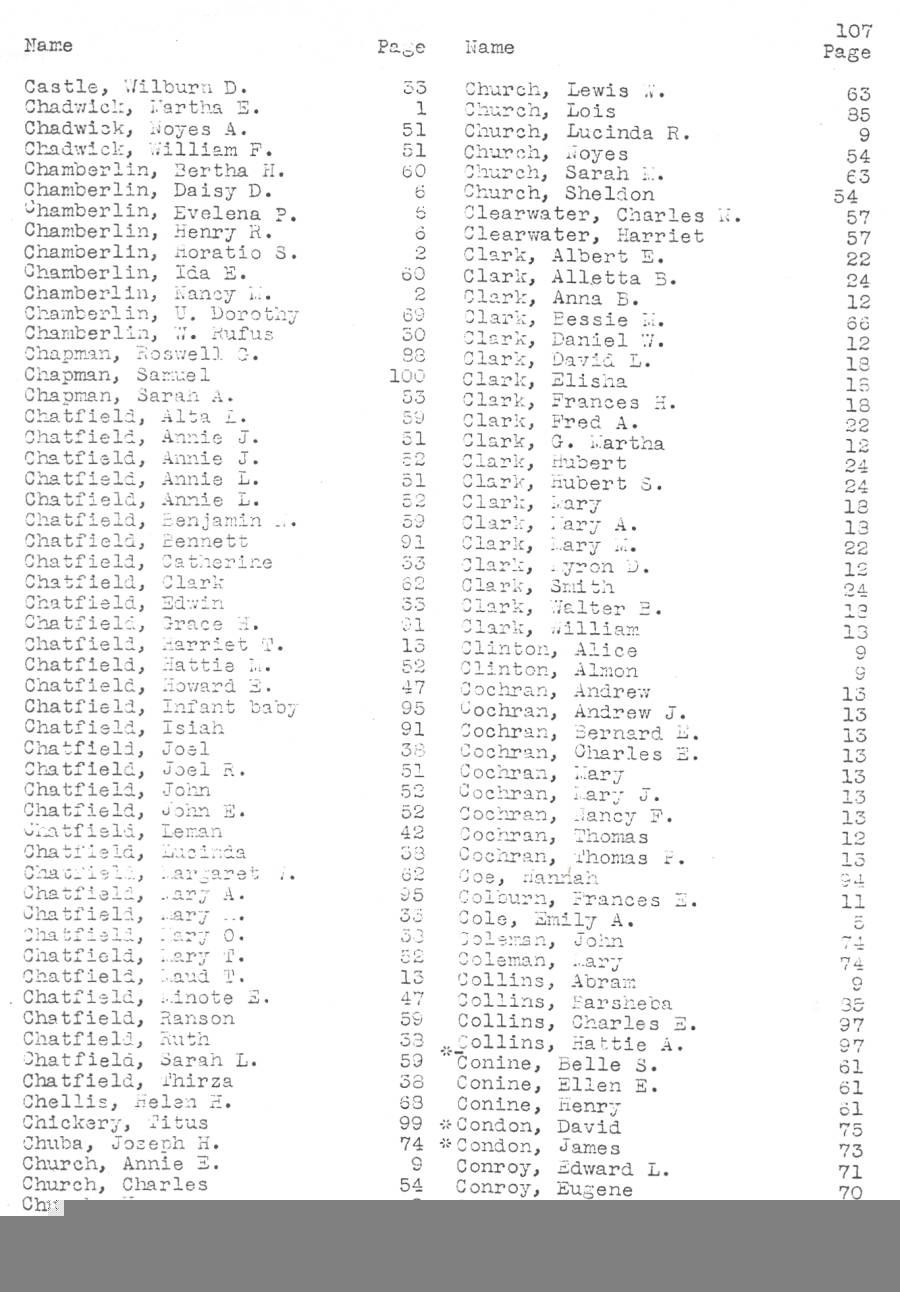 107
Name Page
Castle, Wilburn D. 33
Chadwick, Martha E. 1
Chadwick, Noyes A. 51
Chadwick, William F. 51
Chamberlin, Bertha H. 60
Chamberlin, Daisy D. 6
Chamberlin, Evelena P. 6
Chamberlin, Henry R. 6
Chamberlin, Horatio S. 2
Chamberlin, Ida E. 60
Chamberlin, Nancy M. 2
Chamberlin, U. Dorothy 69
Chamberlin, W. Rufus 30
Chapman, Roswell G. 98
Chapman, Samuel 100
Chapman, Sarah A. 53
Chatfield, Alta L. 59
Chatfield, Annie J. 51
Chatfield, Annie J. 52
Chatfield, Annie L. 51
Chatfield, Annie L. 52
Chatfield, Benjamin 59
Chatfield, Bennett 91
Chatfield, Catherine 33
Chatfield, Clark 62
Chatfield, Edwin 33
Chatfield, Grace H. 91
Chatfield, Harriet T. 13
Chatfield, Hattie M. 52
Chatfield, Howard E. 47
Chatfield, Infant baby 95
Chatfield, Isiah 91
Chatfield, Joel 38
Chatfield, Joel R. 51
Chatfield, John 52
Chatfield, John E. 52
Chatfield, Leman 42
Chatfield, Lucinda 38
Chatfield, Margaret 62
Chatfield, Mary A. 95
Chatfield, Mary 33
Chatfield, Mary O. 33
Chatfield, Mary T. 52
Chatfield, Maud T. 13
Chatfield, Minote E. 47
Chatfield, Ranson 59
Chatfield, Ruth 38
Chatfield, Sarah L. 59
Chatfield, Thirza 38
Chellis, Helen H. 68
Chickery, Titus 99
Chuba, Joseph H. 74
Church, Annie E. 9
Church, Charles 54
Name Page
Church, Lewis W. 63
Church, Lois 85
Church, Lucinda R. 9
Church, Noyes 54
Church, Sarah M. 63
Church, Sheldon 54
Clearwater, Charles N. 57
Clearwater, Harriet 57
Clark, Albert E. 22
Clark, Alletta B. 24
Clark, Anna B. 12
Clark, Bessie M. 66
Clark, Daniel W. 12
Clark, David L. 18
Clark, Elisha 15
Clark, Frances H. 18
Clark, Fred A. 22
Clark, G. Martha 12
Clark, Hubert 24
Clark, Hubert S. 24
Clark, Mary 18
Clark, Mary A. 18
Clark, Mary M. 22
Clark, Myron D. 12
Clark, Smith 24
Clark, Walter B. 12
Clark, William 13
Clinton, Alice 9
Clinton, Almon 9
Cochran, Andrew 13
Cochran, Andrew J. 13
Cochran, Bernard E. 13
Cochran, Charles E. 13
Cochran, Mary 13
Cochran, Mary J. 13
Cochran, Nancy F. 13
Cochran, Thomas 12
Cochran, Thomas F. 13
Coe, Hannah 94
Colburn, Frances E. 11
Cole, Emily A. 5
Coleman, John 74
Coleman, Mary 74
Collins, Abram 9
Collins, Barsheba 85
Collins, Charles E. 97
*Collins, Hattie A. 97
Conine, Belle S. 61
Conine, Ellen E. 61
Conine, Henry 61
*Condon, David 75
*Condon, James 73
Conroy, Edward L. 71
Conroy, Eugene 70